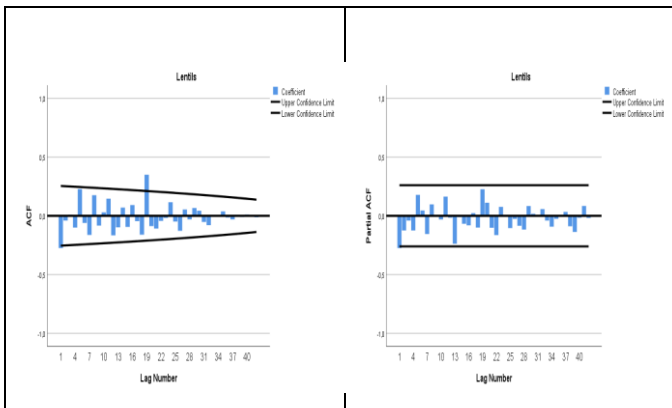 Lentils
Coefficient
Upper Confidence Limit
Lower Confidence Limit
1,0
0,5
0,0
-0,5
-1,0
ACF
1 4 7 10 13 16 19 22 25 28 31 34 37 40
Lag Number
Lentils
Coefficient
Upper Confidence Limit
Lower Confidence Limit
1,0
0,5
0,0
-0,5
-1,0
Partial ACF
1 4 7 10 13 16 19 22 25 28 31 34 37 40
Lag Number